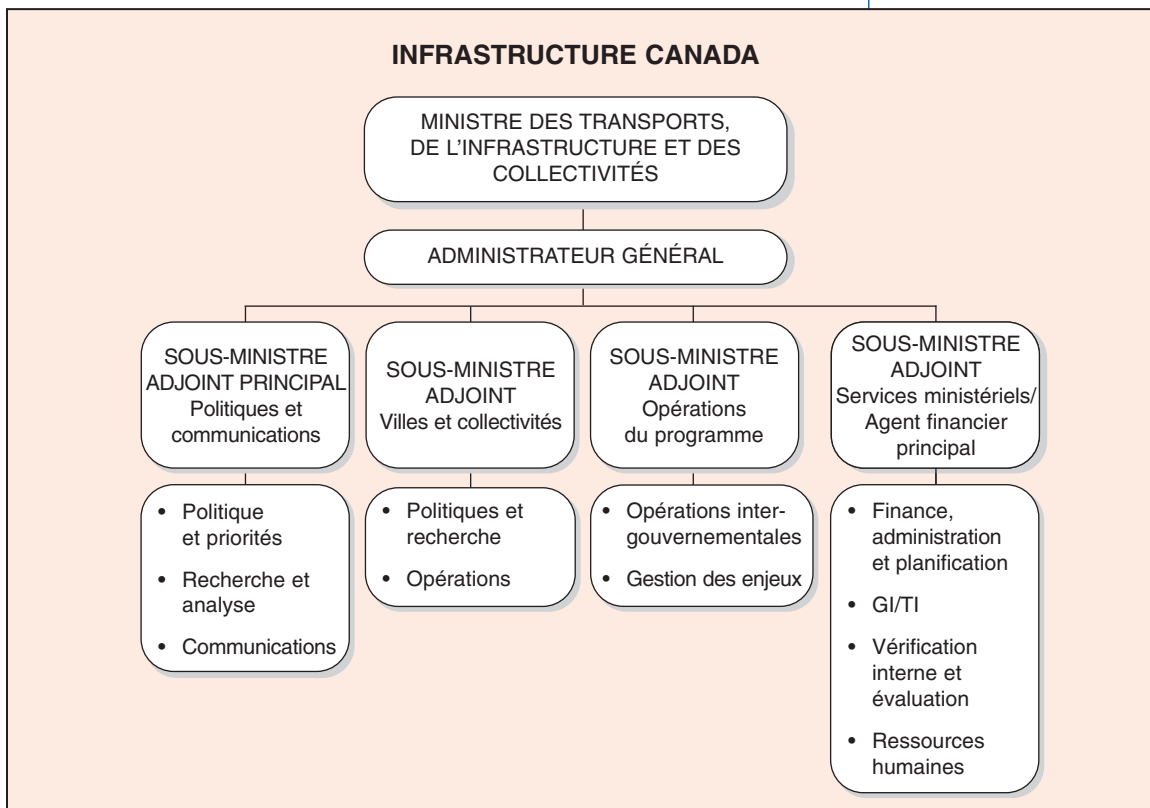 INFRASTRUCTURE CANADA
MINISTRE DES TRANSPORTS,
DE L'INFRASTRUCTURE ET DES
COLLECTIVITÉS
ADMINISTRATEUR GÉNÉRAL
SOUS-MINISTRE
ADJOINT PRINCIPAL
Politiques et
communications
SOUS-MINISTRE
ADJOINT
Villes et collectivités
SOUS-MINISTRE
ADJOINT
Opérations
du programme
SOUS-MINISTRE
ADJOINT
Services ministériels/
Agent financier
principal
• Politique
et priorités
• Recherche et
analyse
• Communications
• Politiques et
recherche
• Opérations
• Opérations inter-
gouvernementales
• Gestion des enjeux
• Finance,
administration
et planification
• GI/TI
• Vérification
interne et
évaluation
• Ressources
humaines